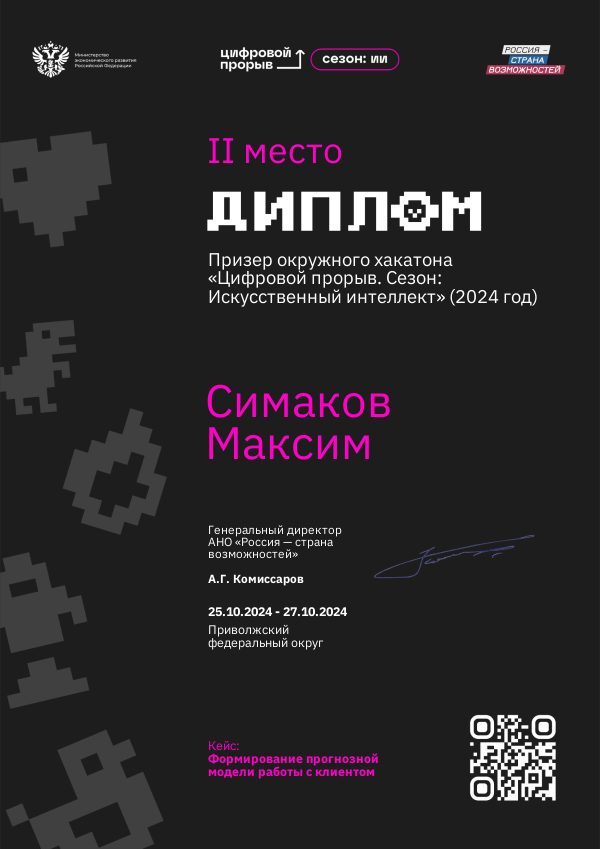 Министерство
экономического развития
Российской Федерации
цифровой
прорыв
сезон: ии
РОССИЯ –
СТРАНА
ВОЗМОЖНОСТЕЙ
II место
ДИПЛОМ
Призер окружного хакатона
«Цифровой прорыв. Сезон:
Искусственный интеллект» (2024 год)
Симаков
Максим
Генеральный директор
АНО «Россия — страна
возможностей»
А.Г. Комиссаров
25.10.2024 - 27.10.2024
Приволжский
федеральный округ
Кейс:
Формирование прогнозной
модели работы с клиентом